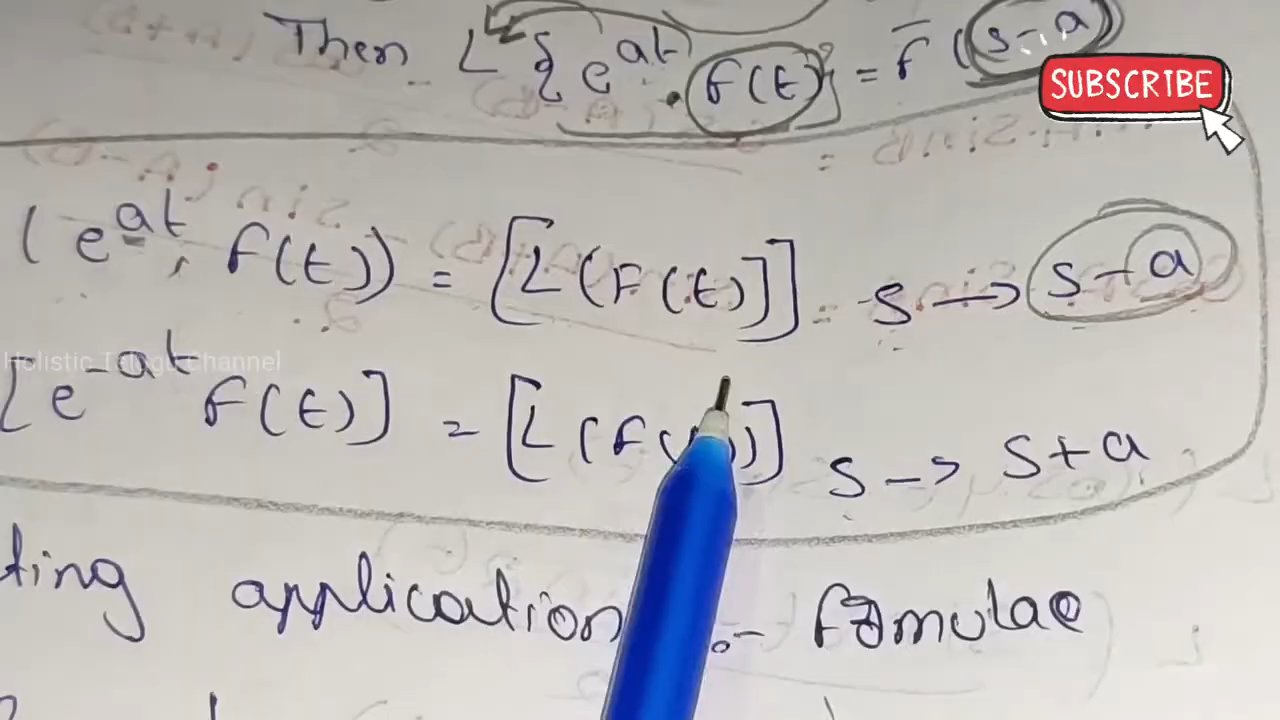 Then L {e^at . f(t)} = f̄ (s-a)
SUBSCRIBE
(e^at . f(t)) = [L (f(t)]] s → s-a
Holistic Telugu Channel
[e^-at f(t)] = [L (f( ))] s → s+a
ting application :- formulae